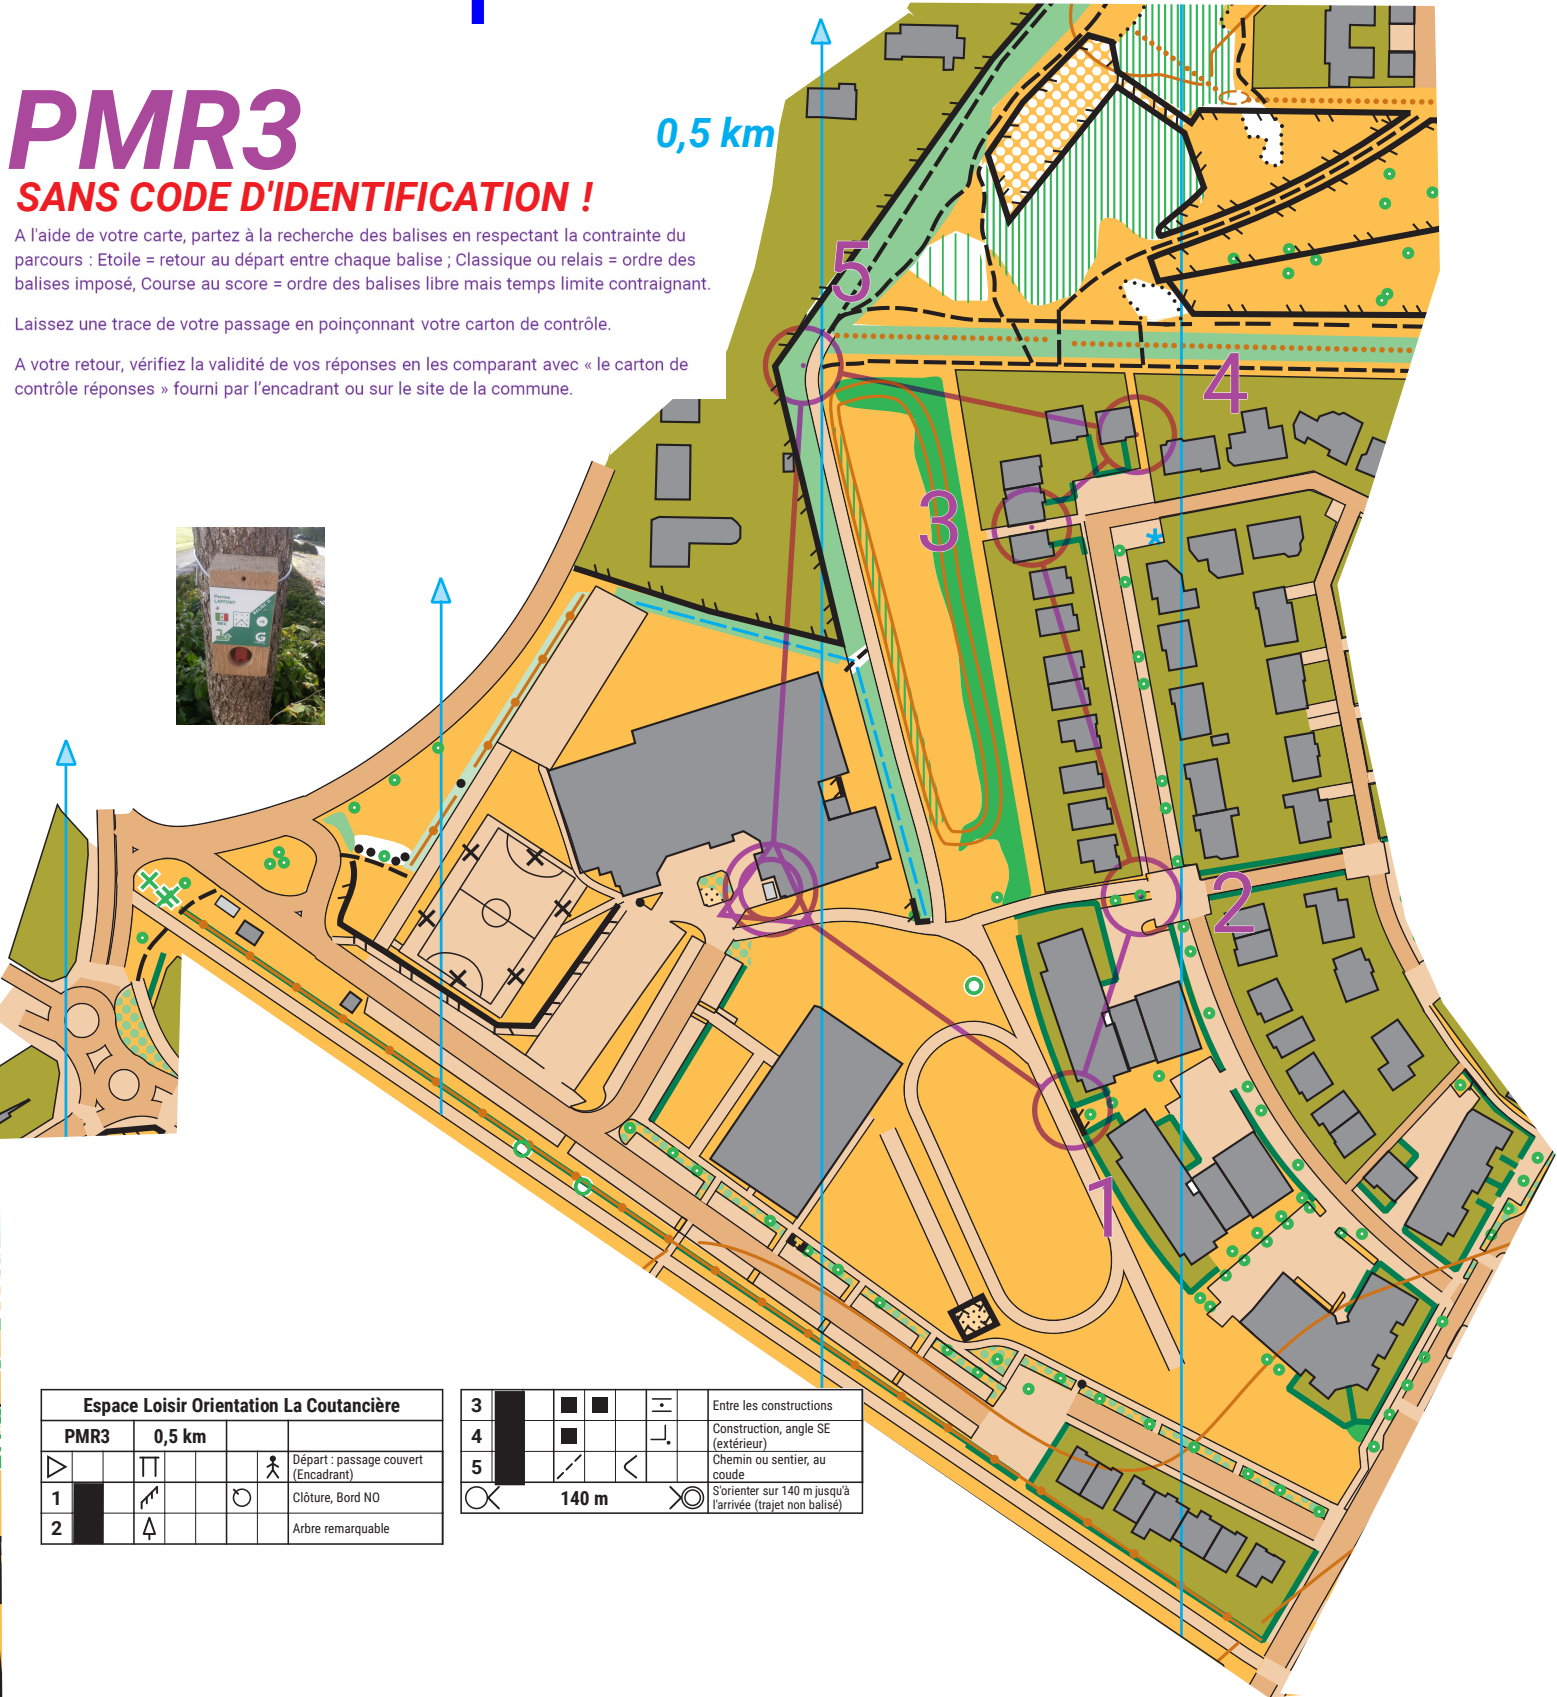 PMR3
0,5 km
SANS CODE D'IDENTIFICATION !
A l'aide de votre carte, partez à la recherche des balises en respectant la contrainte du
parcours : Etoile = retour au départ entre chaque balise ; Classique ou relais = ordre des
balises imposé, Course au score = ordre des balises libre mais temps limite contraignant.
Laissez une trace de votre passage en poinçonnant votre carton de contrôle.
A votre retour, vérifiez la validité de vos réponses en les comparant avec « le carton de
contrôle réponses » fourni par l'encadrant ou sur le site de la commune.
5
4
3
2
1
Espace Loisir Orientation La Coutancière
PMR3 0,5 km
Départ : passage couvert
(Encadrant)
1 Clôture, Bord NO
2 Arbre remarquable
3 Entre les constructions
4 Construction, angle SE
(extérieur)
5 Chemin ou sentier, au
coude
140 m S'orienter sur 140 m jusqu'à
l'arrivée (trajet non balisé)